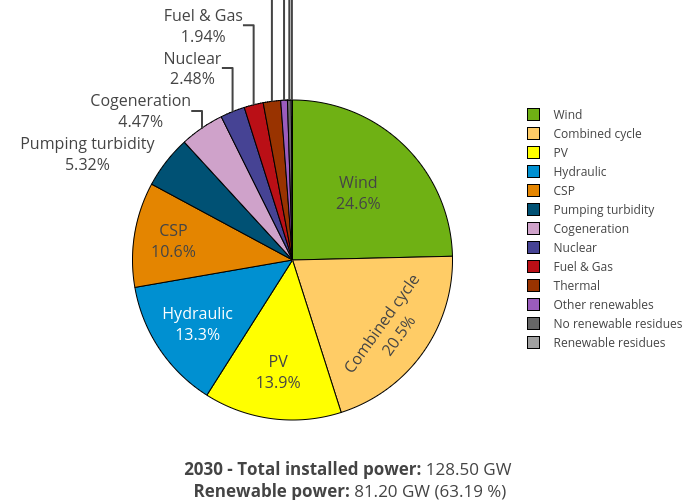 Fuel & Gas
1.94%
Nuclear
2.48%
Cogeneration
4.47%
Pumping turbidity
5.32%
CSP
10.6%
Hydraulic
13.3%
PV
13.9%
Combined cycle
20.5%
Wind
24.6%
Wind
Combined cycle
PV
Hydraulic
CSP
Pumping turbidity
Cogeneration
Nuclear
Fuel & Gas
Thermal
Other renewables
No renewable residues
Renewable residues
2030 - Total installed power: 128.50 GW
Renewable power: 81.20 GW (63.19 %)